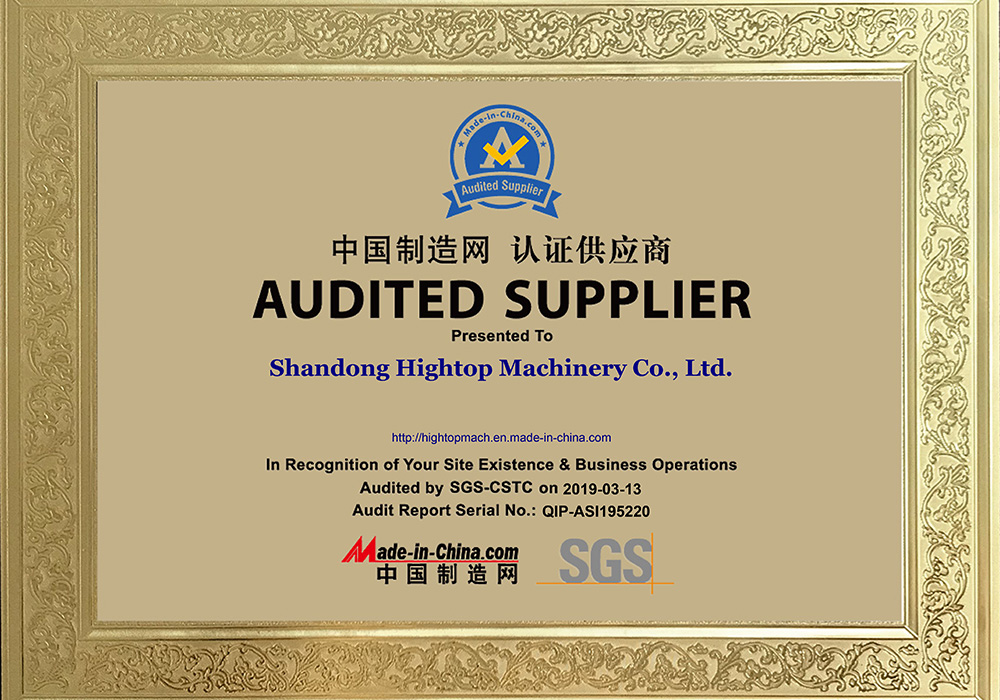 Made-in-China.com
A
Audited Supplier
中国制造网 认证供应商
AUDITED SUPPLIER
Presented To
Shandong Hightop Machinery Co., Ltd.
http://hightopmach.en.made-in-china.com
In Recognition of Your Site Existence & Business Operations
Audited by SGS-CSTC on 2019-03-13
Audit Report Serial No.: QIP-ASI195220
Made-in-China.com
中国制造网
SGS